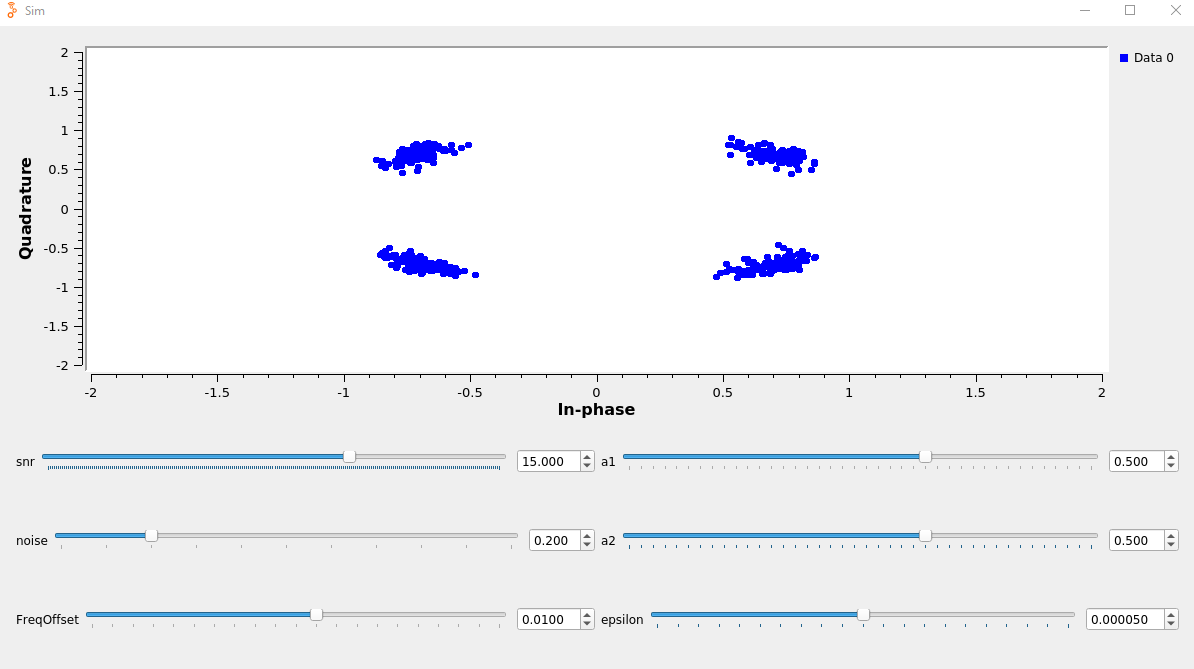 Sim
2
1.5
1
0.5
0
-0.5
-1
-1.5
-2
Quadrature
-2 -1.5 -1 -0.5 0 0.5 1 1.5 2
In-phase
Data 0
snr 15.000 a1 0.500
noise 0.200 a2 0.500
FreqOffset 0.0100 epsilon 0.000050